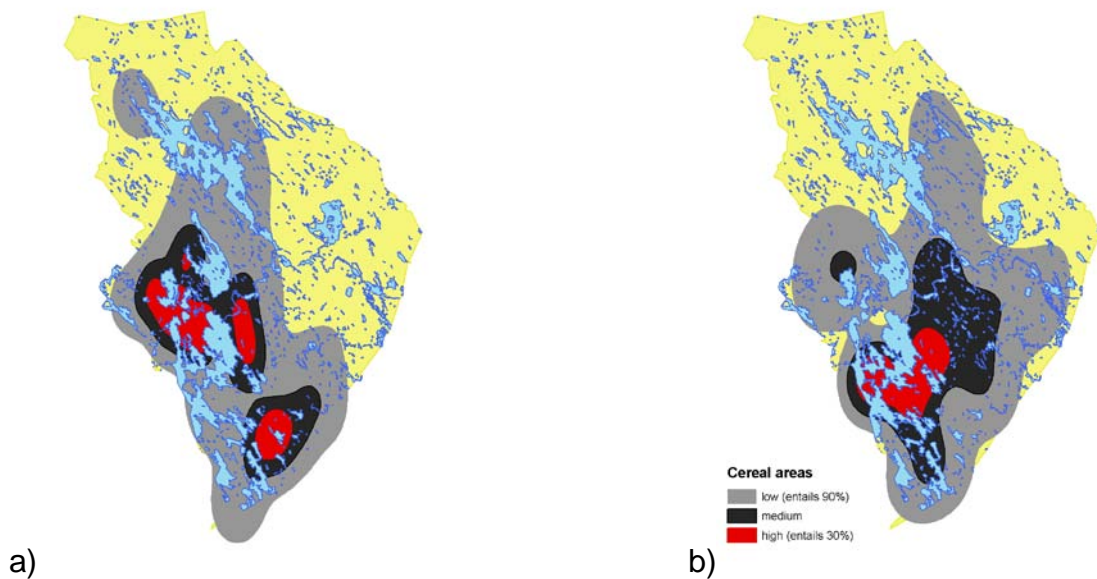 Cereal areas
low (entails 90%)
medium
high (entails 30%)
a)
b)